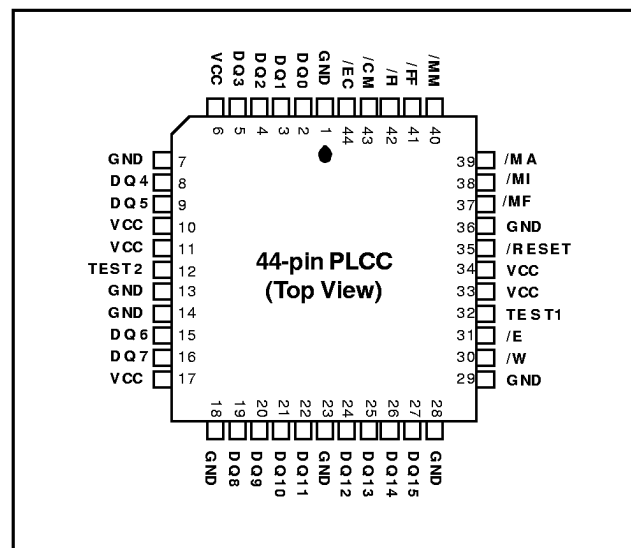 VCC
DQ3
DQ2
DQ1
DQ0
GND
/EC
/CM
/FI
/FF
/MM
6
5
4
3
2
1
44
43
42
41
40
GND 7
DQ4 8
DQ5 9
VCC 10
VCC 11
TEST2 12
GND 13
GND 14
DQ6 15
DQ7 16
VCC 17
44-pin PLCC
(Top View)
39 /MA
38 /MI
37 /MF
36 GND
35 /RESET
34 VCC
33 VCC
32 TEST1
31 /E
30 /W
29 GND
18
19
20
21
22
23
24
25
26
27
28
GND
DQ8
DQ9
DQ10
DQ11
GND
DQ12
DQ13
DQ14
DQ15
GND